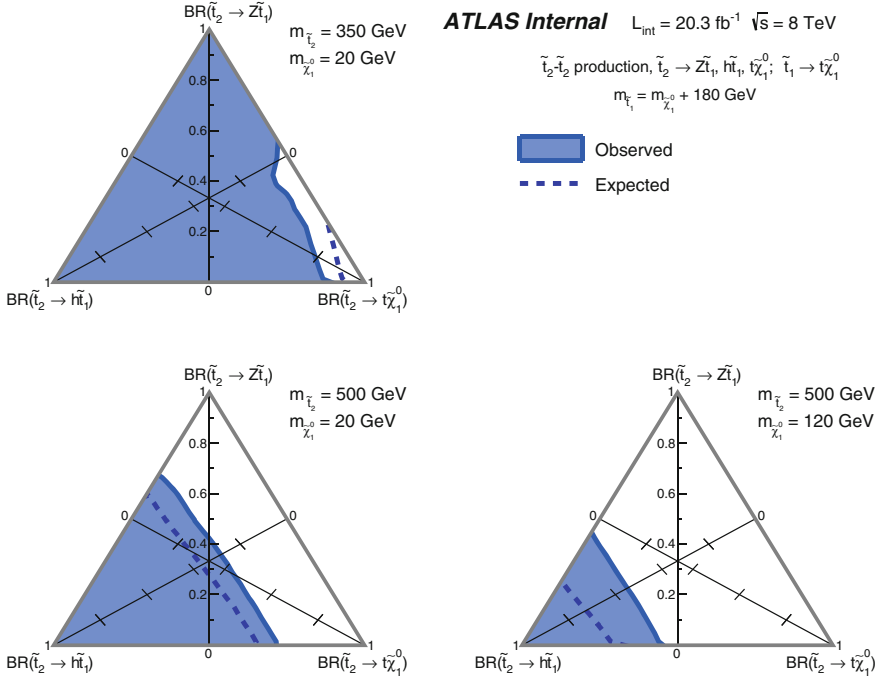 ATLAS Internal L_int = 20.3 fb⁻¹ √s = 8 TeV
t̃₂-t̃₂ production, t̃₂ → Zt̃₁, ht̃₁, tχ̃₁⁰; t̃₁ → tχ̃₁⁰
m_t̃₁ = m_χ̃₁⁰ + 180 GeV
Observed
Expected
BR(t̃₂ → Zt̃₁)
m_t̃₂ = 350 GeV
m_χ̃₁⁰ = 20 GeV
1
0.8
0.6
0 0
0.4
0.2
1 0 1
BR(t̃₂ → ht̃₁) BR(t̃₂ → tχ̃₁⁰)
BR(t̃₂ → Zt̃₁)
m_t̃₂ = 500 GeV
m_χ̃₁⁰ = 20 GeV
1
0.8
0.6
0 0
0.4
0.2
1 0 1
BR(t̃₂ → ht̃₁) BR(t̃₂ → tχ̃₁⁰)
BR(t̃₂ → Zt̃₁)
m_t̃₂ = 500 GeV
m_χ̃₁⁰ = 120 GeV
1
0.8
0.6
0 0
0.4
0.2
1 0 1
BR(t̃₂ → ht̃₁) BR(t̃₂ → tχ̃₁⁰)